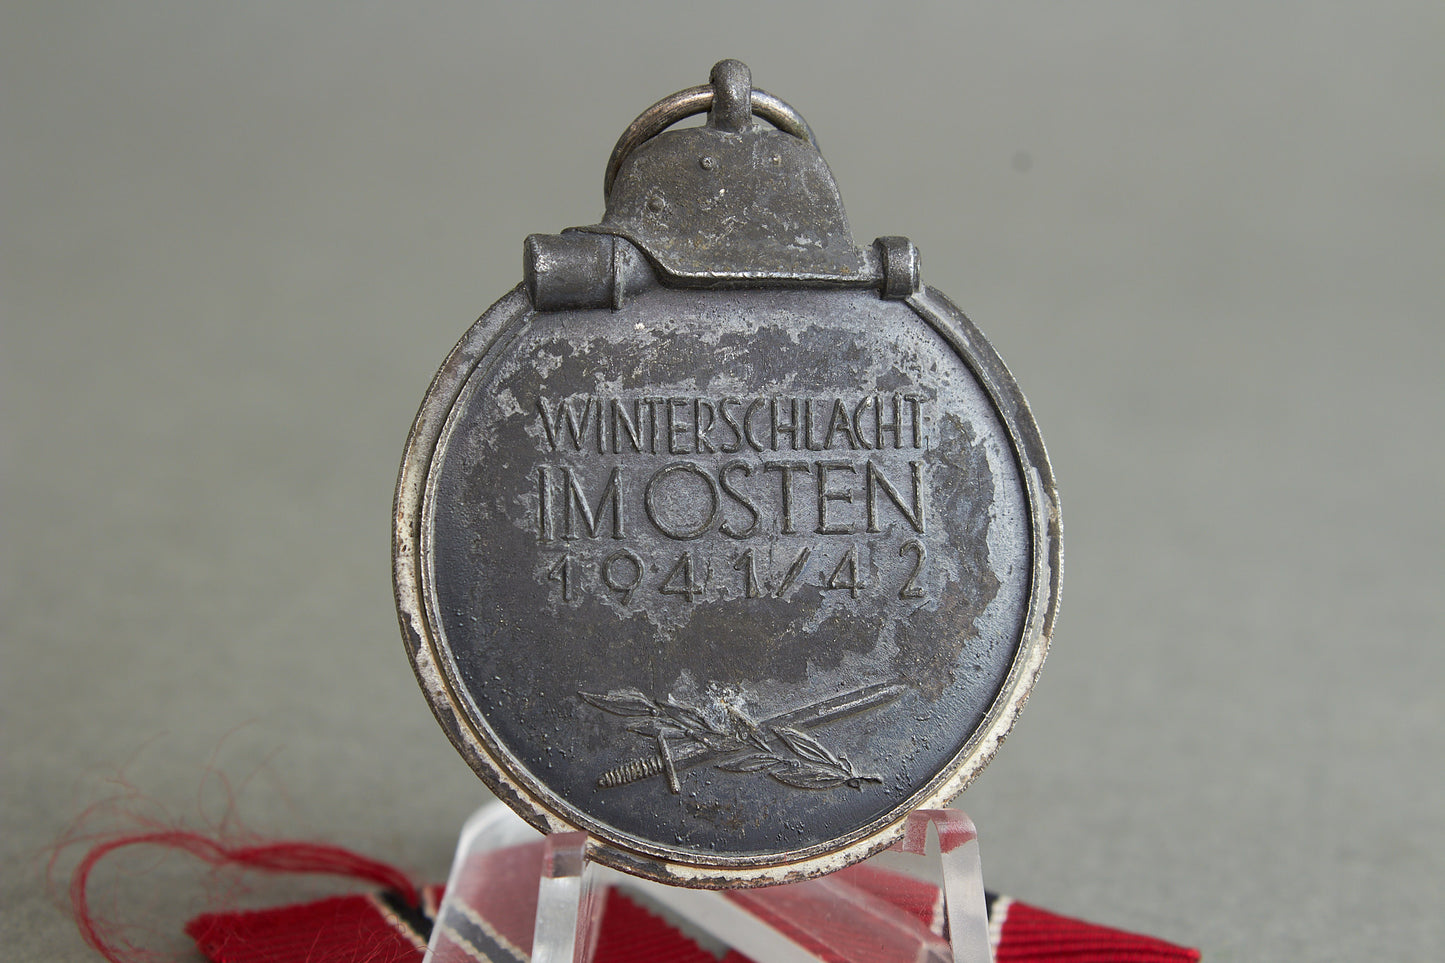 WINTERSCHLACHT
IM OSTEN
1941/42